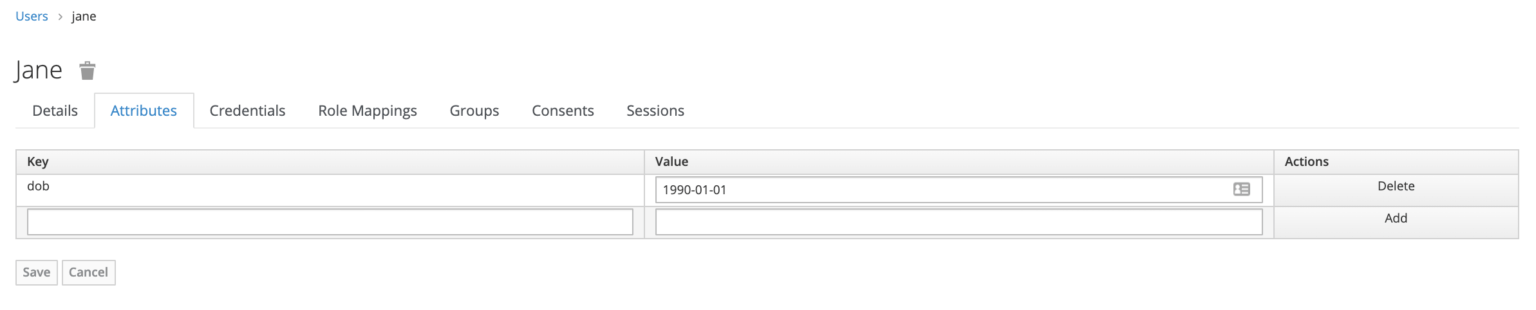 Users > jane
Jane
Details Attributes Credentials Role Mappings Groups Consents Sessions
Key Value Actions
dob 1990-01-01 Delete
Add
Save Cancel